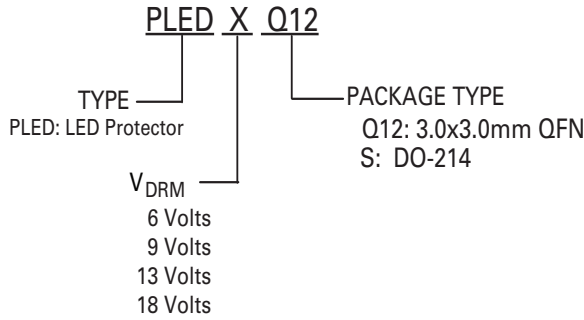 PLED X Q12
TYPE
PLED: LED Protector
PACKAGE TYPE
Q12: 3.0x3.0mm QFN
S: DO-214
VDRM
6 Volts
9 Volts
13 Volts
18 Volts